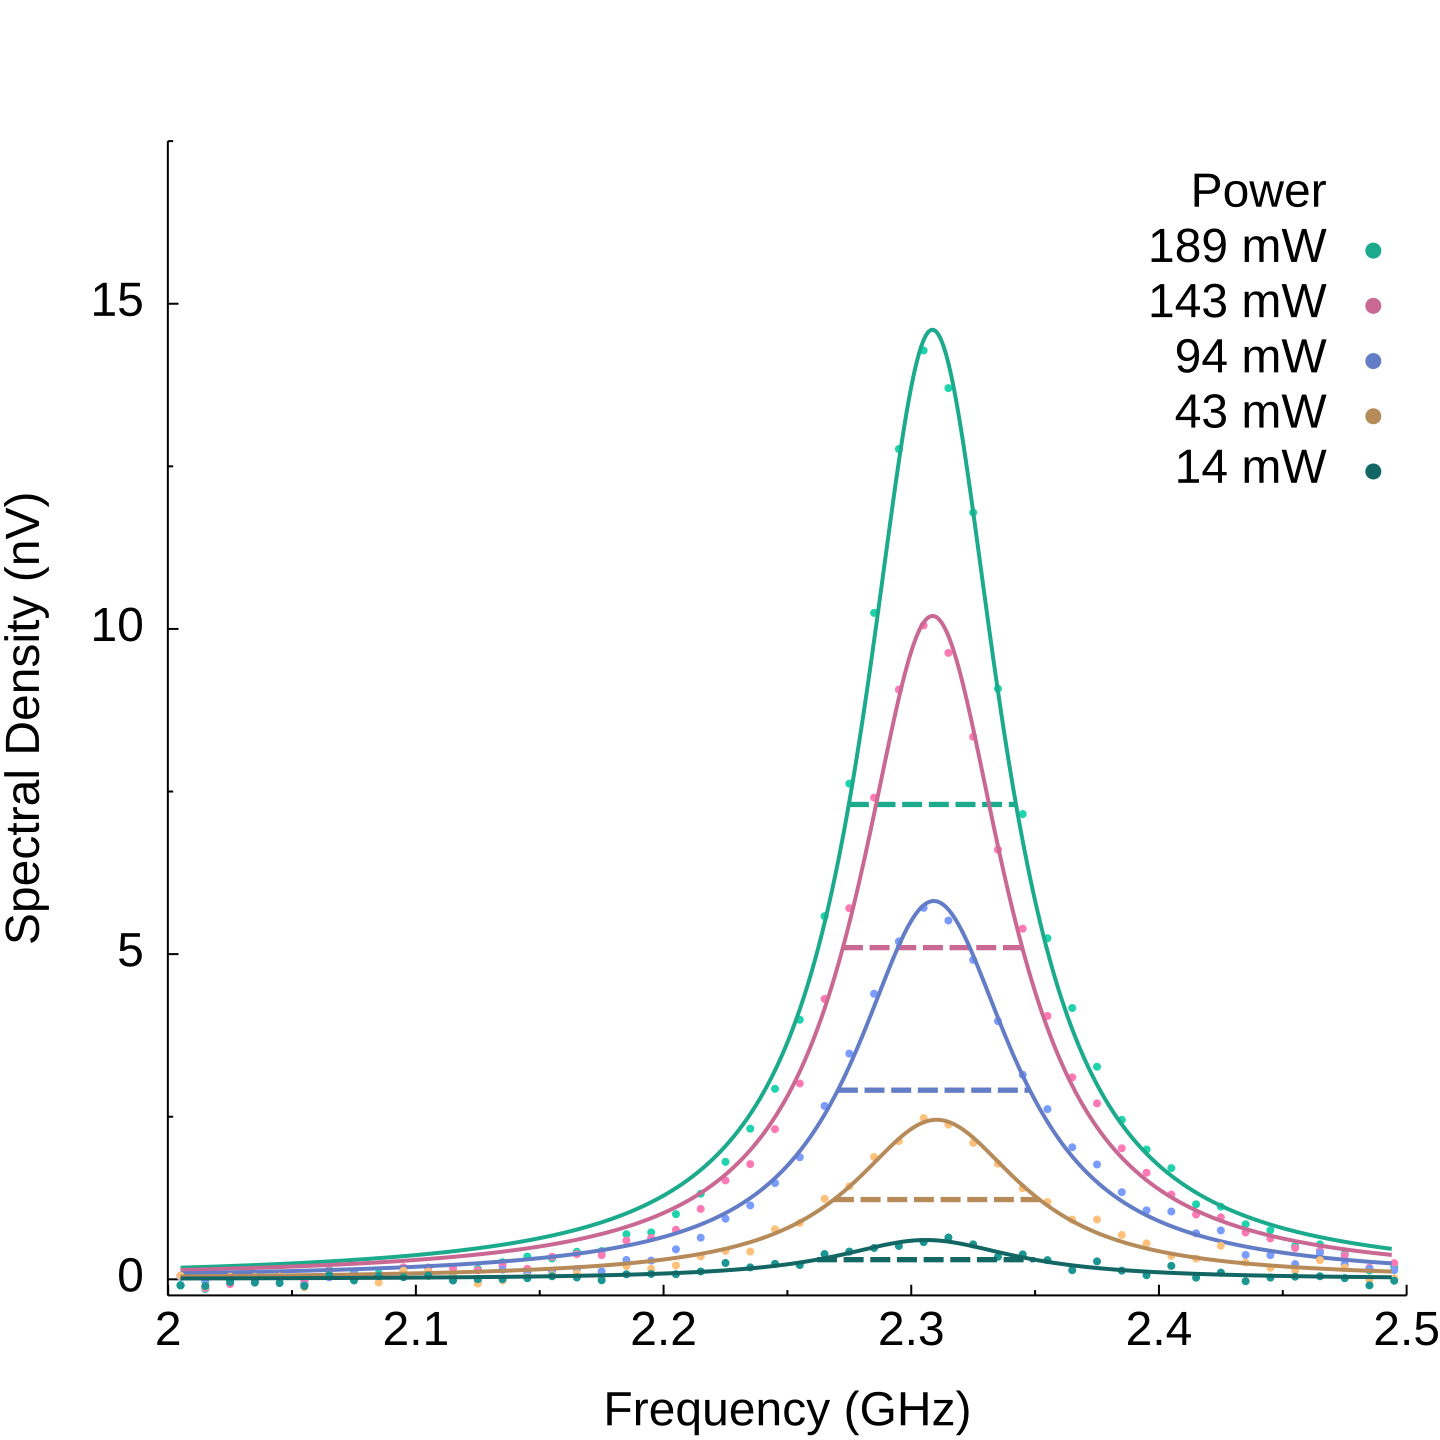 Power
189 mW
143 mW
94 mW
43 mW
14 mW
15
10
5
0
Spectral Density (nV)
2 2.1 2.2 2.3 2.4 2.5
Frequency (GHz)